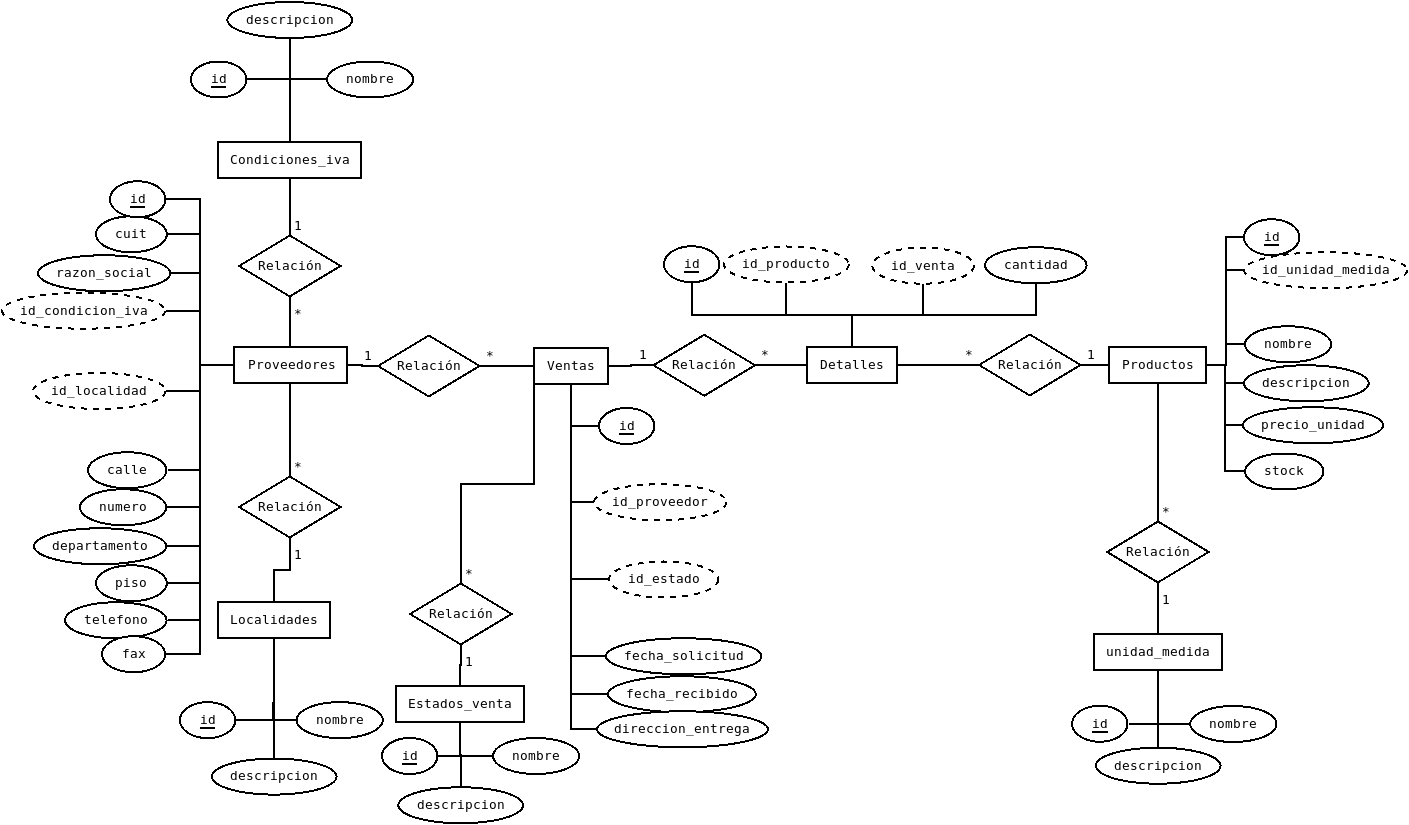 descripcion
id
nombre
Condiciones_iva
1
Relación
*
id
cuit
razon_social
id_condicion_iva
id_localidad
calle
numero
departamento
piso
telefono
fax
Proveedores
1
Relación
*
Ventas
1
Relación
*
Detalles
*
Relación
1
Productos
id
id_producto
id_venta
cantidad
id
id_unidad_medida
nombre
descripcion
precio_unidad
stock
*
Relación
1
Localidades
id
nombre
descripcion
id
id_proveedor
id_estado
fecha_solicitud
fecha_recibido
direccion_entrega
*
Relación
1
Estados_venta
id
nombre
descripcion
*
Relación
1
unidad_medida
id
nombre
descripcion